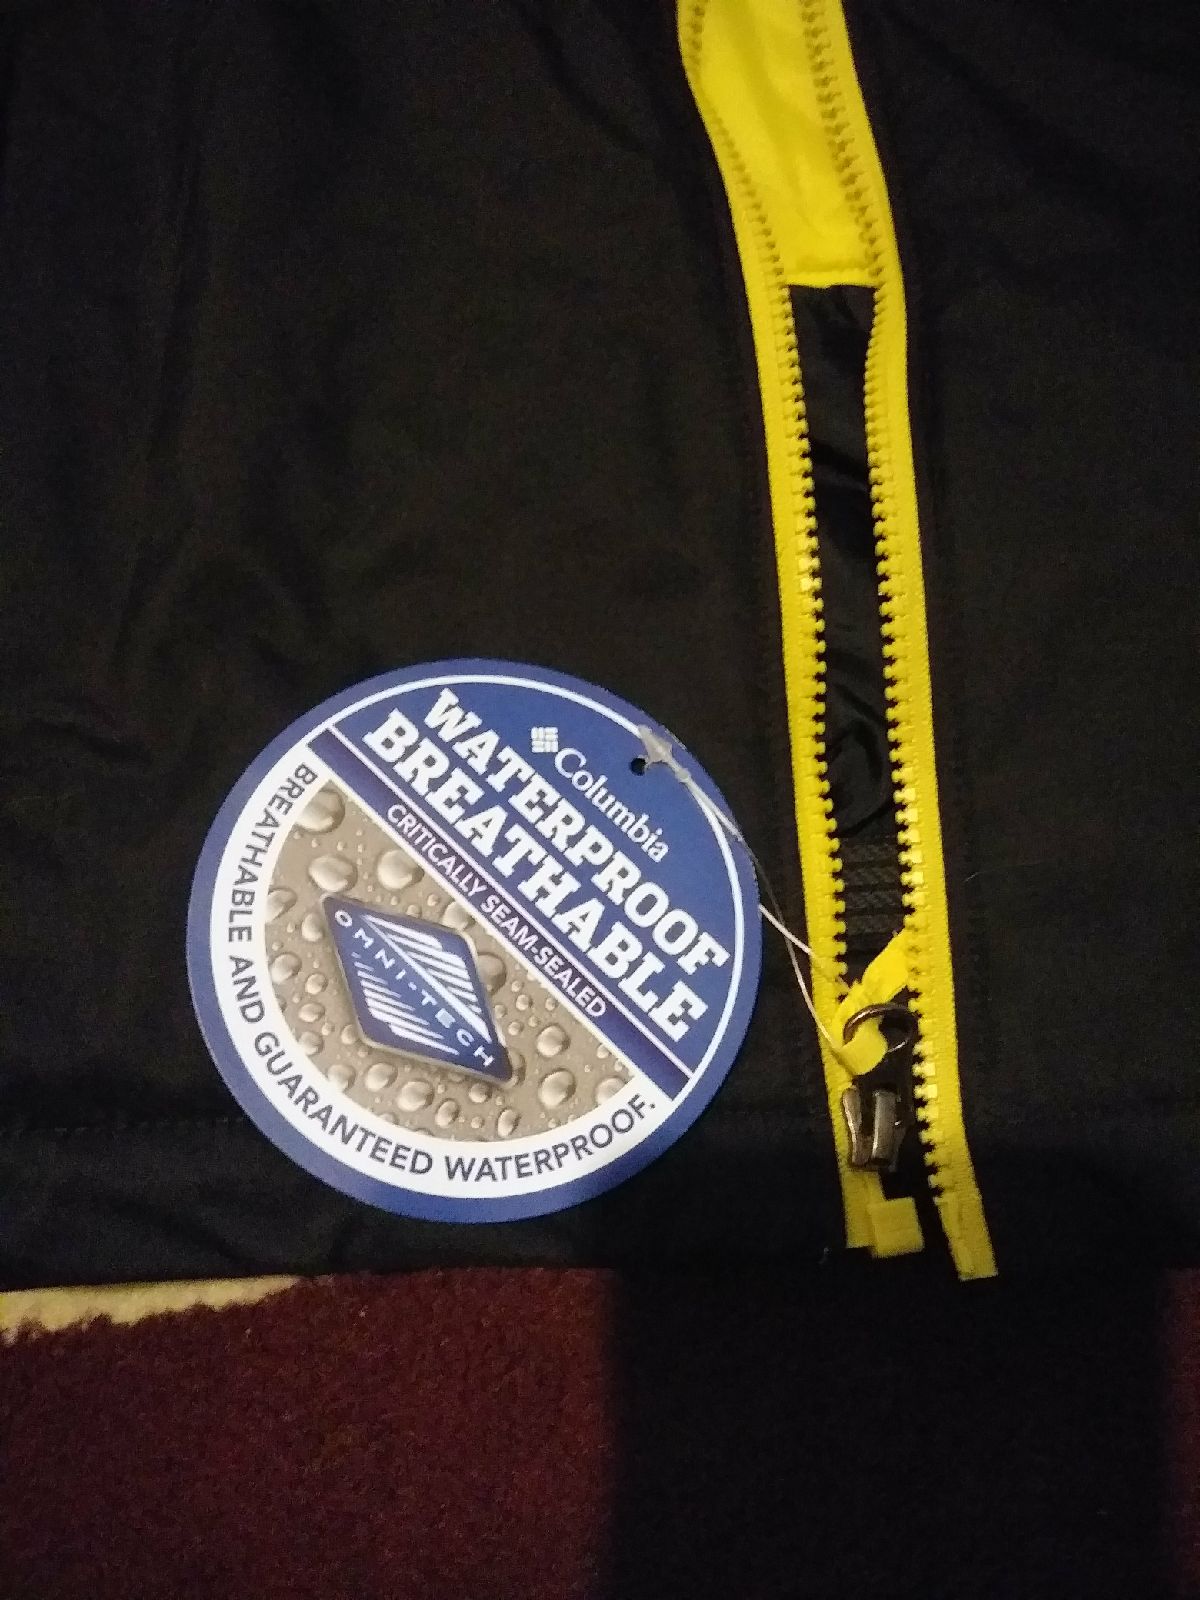 Columbia
WATERPROOF
BREATHABLE
CRITICALLY SEAM-SEALED
OMNI-TECH
BREATHABLE AND GUARANTEED WATERPROOF.